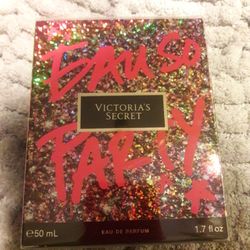 EAU SO
VICTORIA'S
SECRET
PARTY
℮50 mL
EAU DE PARFUM
1.7 fl oz